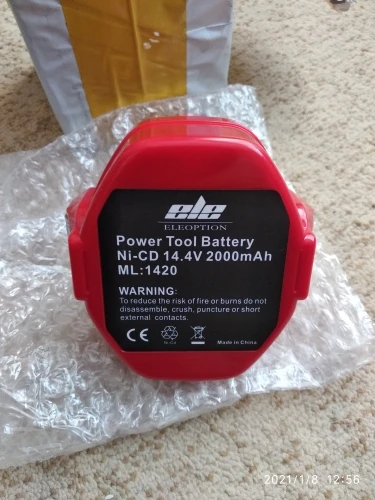 ele
ELEOPTION
Power Tool Battery
Ni-CD 14.4V 2000mAh
ML:1420
WARNING:
To reduce the risk of fire or burns do not
disassemble, crush, puncture or short
external contacts.
CE
Made in China
2021/1/8 12:56